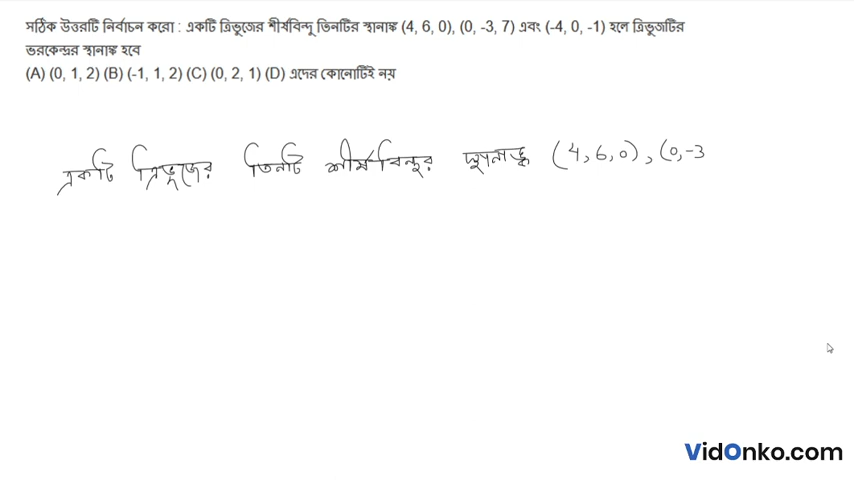 সঠিক উত্তরটি নির্বাচন করো : একটি ত্রিভুজের শীর্ষবিন্দু তিনটির স্থানাঙ্ক (4, 6, 0), (0, -3, 7) এবং (-4, 0, -1) হলে ত্রিভুজটির
ভরকেন্দ্রর স্থানাঙ্ক হবে
(A) (0, 1, 2) (B) (-1, 1, 2) (C) (0, 2, 1) (D) এদের কোনোটিই নয়
একটি ত্রিভুজের তিনটি শীর্ষবিন্দুর স্থানাঙ্ক (4, 6, 0), (0, -3
VidOnko.com